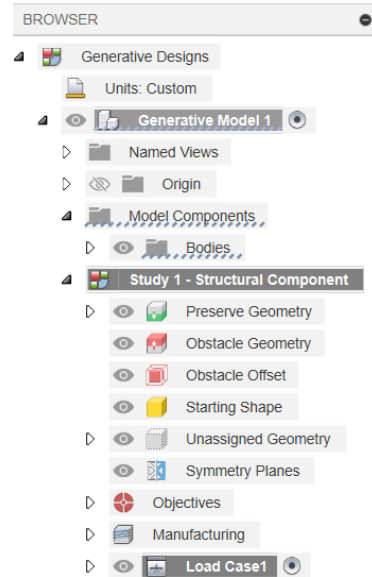 BROWSER
Generative Designs
Units: Custom
Generative Model 1
Named Views
Origin
Model Components
Bodies
Study 1 - Structural Component
Preserve Geometry
Obstacle Geometry
Obstacle Offset
Starting Shape
Unassigned Geometry
Symmetry Planes
Objectives
Manufacturing
Load Case1